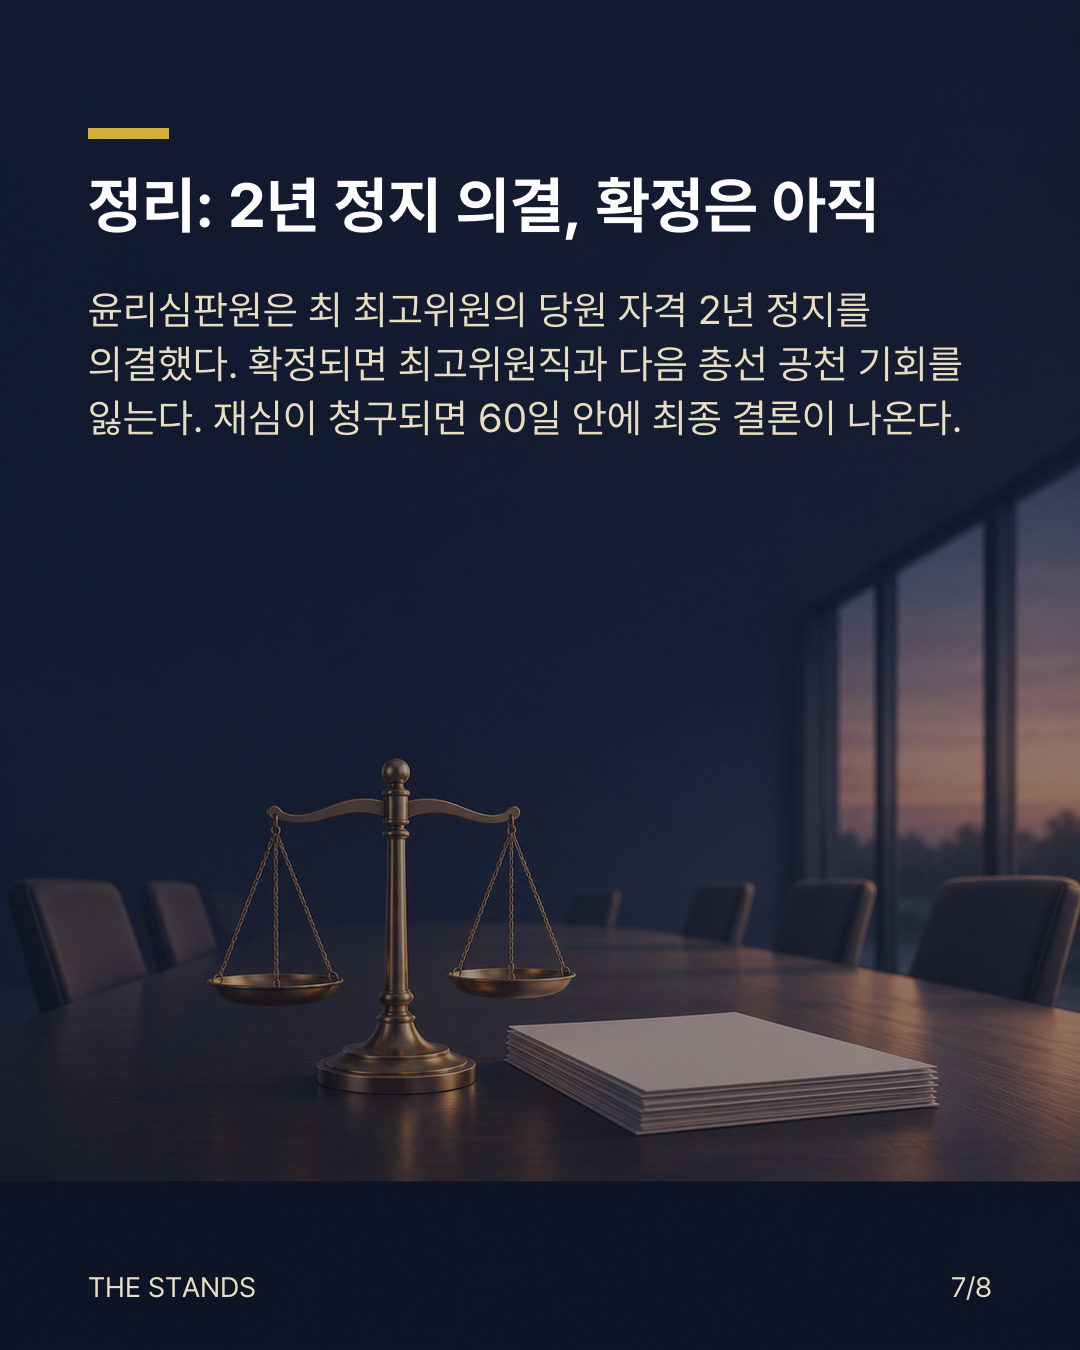 정리: 2년 정지 의결, 확정은 아직
윤리심판원은 최 최고위원의 당원 자격 2년 정지를
의결했다. 확정되면 최고위원직과 다음 총선 공천 기회를
잃는다. 재심이 청구되면 60일 안에 최종 결론이 나온다.
THE STANDS
7/8